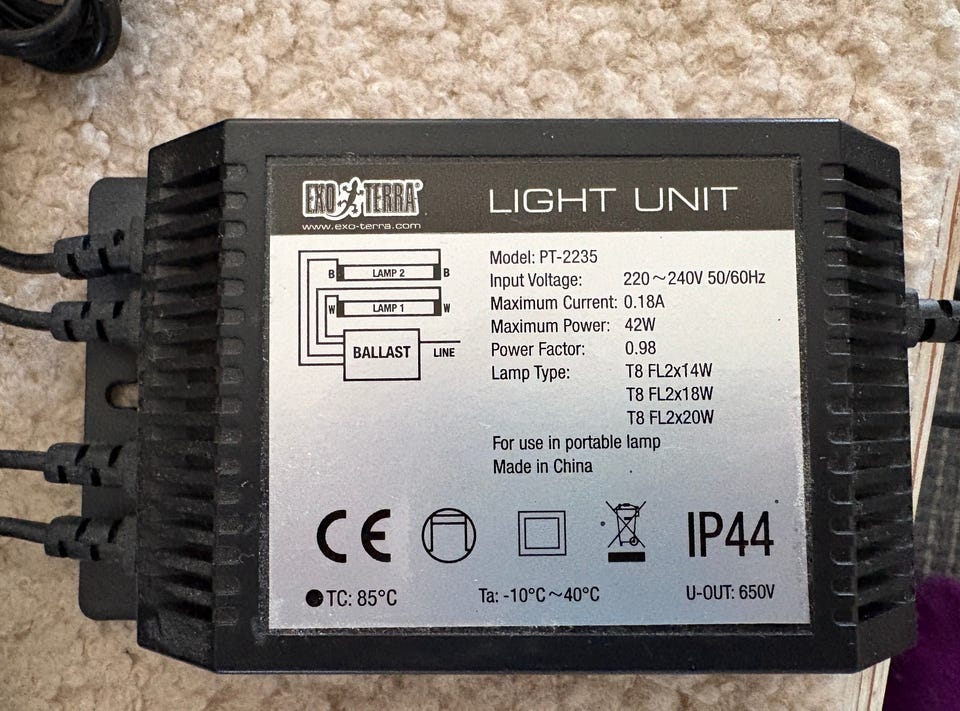 EXO TERRA®
www.exo-terra.com
LIGHT UNIT
B LAMP 2 B
W LAMP 1 W
BALLAST LINE
Model: PT-2235
Input Voltage: 220~240V 50/60Hz
Maximum Current: 0.18A
Maximum Power: 42W
Power Factor: 0.98
Lamp Type: T8 FL2x14W
T8 FL2x18W
T8 FL2x20W
For use in portable lamp
Made in China
CE IP44
TC: 85°C Ta: -10°C~40°C U-OUT: 650V